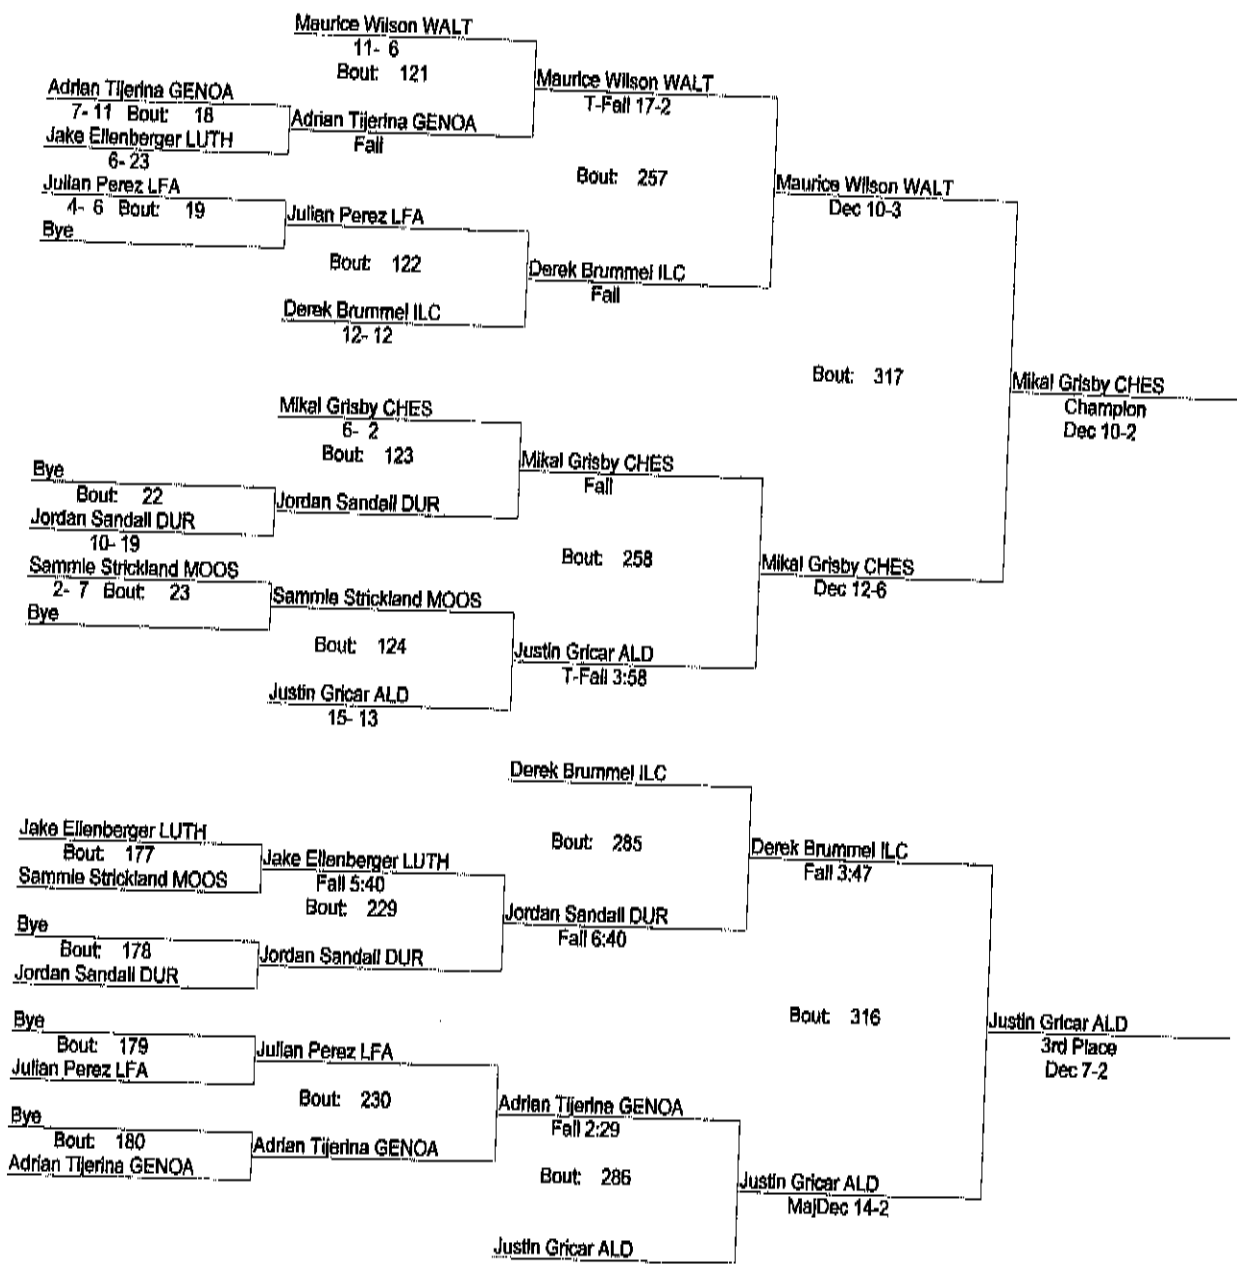 Maurice Wilson WALT
11- 6
Bout: 121
Adrian Tijerina GENOA
7- 11 Bout: 18
Jake Ellenberger LUTH
6- 23
Adrian Tijerina GENOA
Fall
Maurice Wilson WALT
T-Fall 17-2
Julian Perez LFA
4- 6 Bout: 19
Bye
Julian Perez LFA
Bout: 122
Derek Brummel ILC
12- 12
Derek Brummel ILC
Fall
Bout: 257
Maurice Wilson WALT
Dec 10-3
Bout: 317
Mikal Grisby CHES
Champion
Dec 10-2
Mikal Grisby CHES
6- 2
Bout: 123
Bye
Bout: 22
Jordan Sandall DUR
10- 19
Jordan Sandall DUR
Mikal Grisby CHES
Fall
Sammie Strickland MOOS
2- 7 Bout: 23
Bye
Sammie Strickland MOOS
Bout: 124
Justin Gricar ALD
15- 13
Justin Gricar ALD
T-Fall 3:58
Bout: 258
Mikal Grisby CHES
Dec 12-6
Derek Brummel ILC
Bout: 285
Jake Ellenberger LUTH
Bout: 177
Sammie Strickland MOOS
Jake Ellenberger LUTH
Fall 5:40
Bout: 229
Bye
Bout: 178
Jordan Sandall DUR
Jordan Sandall DUR
Jordan Sandall DUR
Fall 6:40
Derek Brummel ILC
Fall 3:47
Bout: 316
Justin Gricar ALD
3rd Place
Dec 7-2
Bye
Bout: 179
Julian Perez LFA
Julian Perez LFA
Bout: 230
Bye
Bout: 180
Adrian Tijerina GENOA
Adrian Tijerina GENOA
Adrian Tijerina GENOA
Fall 2:29
Bout: 286
Justin Gricar ALD
Justin Gricar ALD
MajDec 14-2